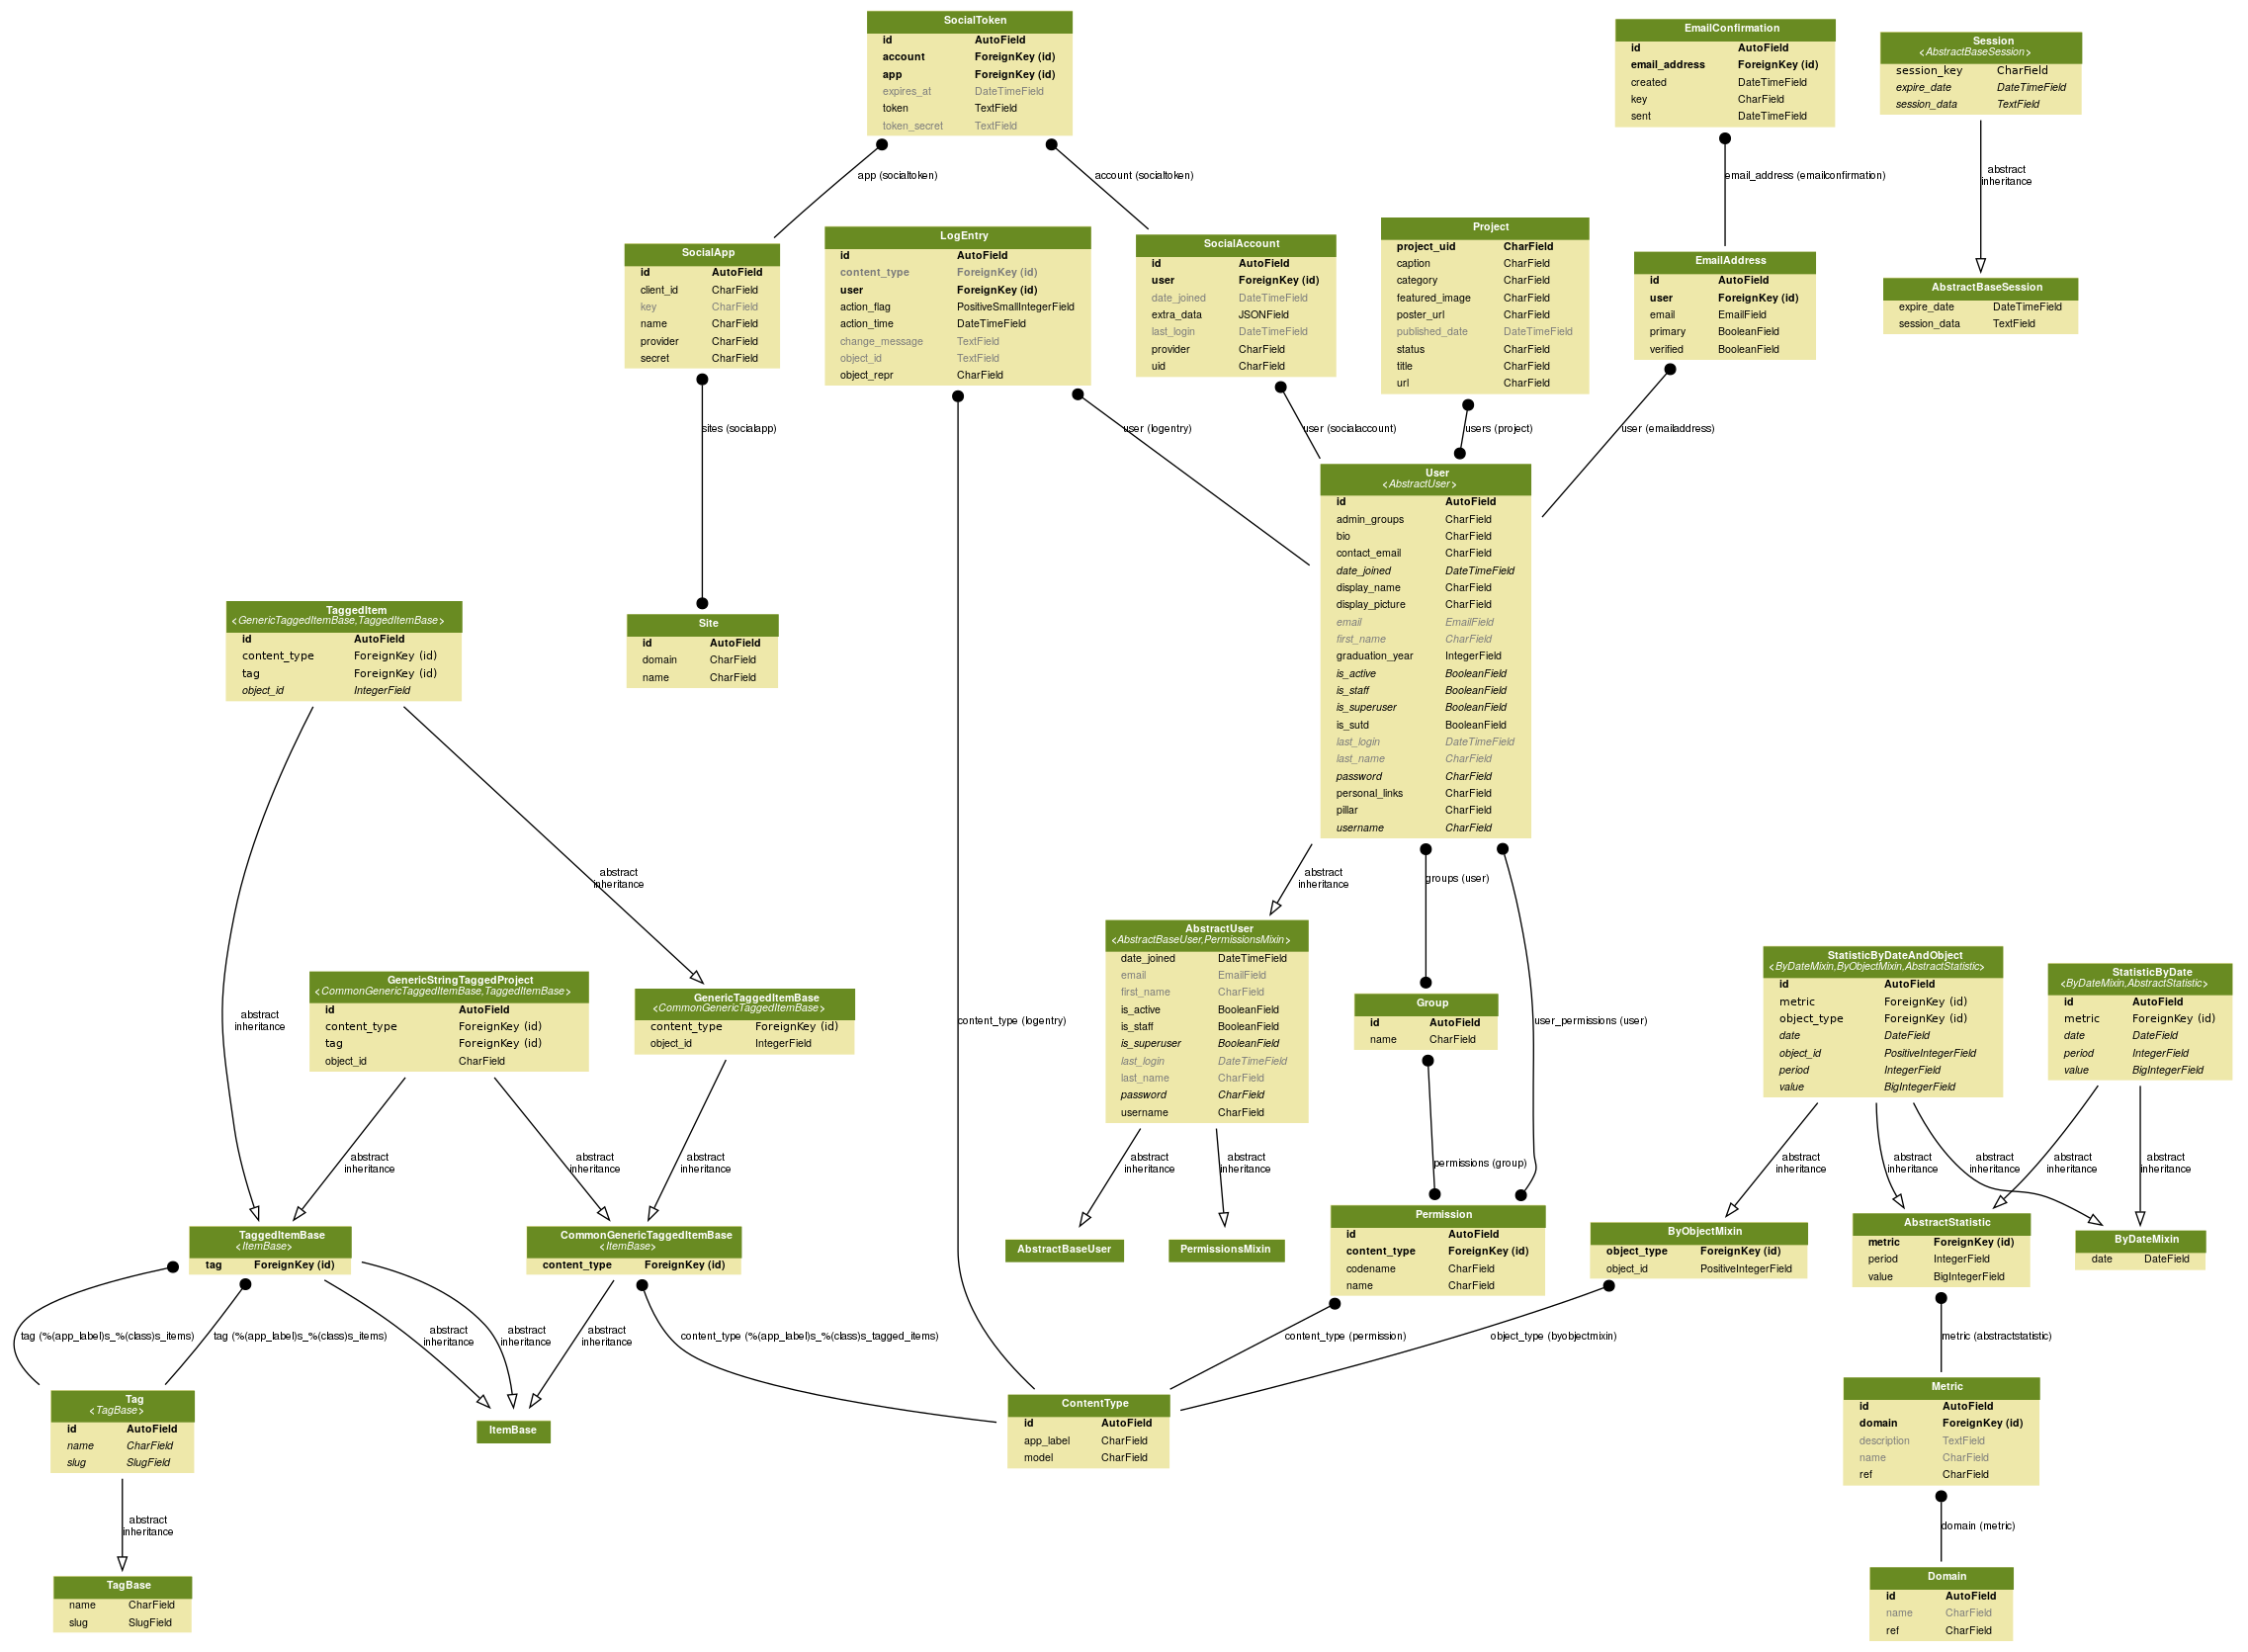 SocialToken
id AutoField
account ForeignKey (id)
app ForeignKey (id)
expires_at DateTimeField
token TextField
token_secret TextField
EmailConfirmation
id AutoField
email_address ForeignKey (id)
created DateTimeField
key CharField
sent DateTimeField
Session
<AbstractBaseSession>
session_key CharField
expire_date DateTimeField
session_data TextField
app (socialtoken)
account (socialtoken)
email_address (emailconfirmation)
abstract
inheritance
SocialApp
id AutoField
client_id CharField
key CharField
name CharField
provider CharField
secret CharField
LogEntry
id AutoField
content_type ForeignKey (id)
user ForeignKey (id)
action_flag PositiveSmallIntegerField
action_time DateTimeField
change_message TextField
object_id TextField
object_repr CharField
SocialAccount
id AutoField
user ForeignKey (id)
date_joined DateTimeField
extra_data JSONField
last_login DateTimeField
provider CharField
uid CharField
Project
project_uid CharField
caption CharField
category CharField
featured_image CharField
poster_url CharField
published_date DateTimeField
status CharField
title CharField
url CharField
EmailAddress
id AutoField
user ForeignKey (id)
email EmailField
primary BooleanField
verified BooleanField
AbstractBaseSession
expire_date DateTimeField
session_data TextField
sites (socialapp)
user (logentry)
user (socialaccount)
users (project)
user (emailaddress)
User
<AbstractUser>
id AutoField
admin_groups CharField
bio CharField
contact_email CharField
date_joined DateTimeField
display_name CharField
display_picture CharField
email EmailField
first_name CharField
graduation_year IntegerField
is_active BooleanField
is_staff BooleanField
is_superuser BooleanField
is_sutd BooleanField
last_login DateTimeField
last_name CharField
password CharField
personal_links CharField
pillar CharField
username CharField
TaggedItem
<GenericTaggedItemBase,TaggedItemBase>
id AutoField
content_type ForeignKey (id)
tag ForeignKey (id)
object_id IntegerField
Site
id AutoField
domain CharField
name CharField
abstract
inheritance
abstract
inheritance
groups (user)
AbstractUser
<AbstractBaseUser,PermissionsMixin>
date_joined DateTimeField
email EmailField
first_name CharField
is_active BooleanField
is_staff BooleanField
is_superuser BooleanField
last_login DateTimeField
last_name CharField
password CharField
username CharField
StatisticByDateAndObject
<ByDateMixin,ByObjectMixin,AbstractStatistic>
id AutoField
metric ForeignKey (id)
object_type ForeignKey (id)
date DateField
object_id PositiveIntegerField
period IntegerField
value BigIntegerField
StatisticByDate
<ByDateMixin,AbstractStatistic>
id AutoField
metric ForeignKey (id)
date DateField
period IntegerField
value BigIntegerField
abstract
inheritance
GenericStringTaggedProject
<CommonGenericTaggedItemBase,TaggedItemBase>
id AutoField
content_type ForeignKey (id)
tag ForeignKey (id)
object_id CharField
GenericTaggedItemBase
<CommonGenericTaggedItemBase>
content_type ForeignKey (id)
object_id IntegerField
content_type (logentry)
Group
id AutoField
name CharField
user_permissions (user)
abstract
inheritance
abstract
inheritance
abstract
inheritance
abstract
inheritance
abstract
inheritance
permissions (group)
abstract
inheritance
abstract
inheritance
abstract
inheritance
abstract
inheritance
abstract
inheritance
TaggedItemBase
<ItemBase>
tag ForeignKey (id)
CommonGenericTaggedItemBase
<ItemBase>
content_type ForeignKey (id)
AbstractBaseUser
PermissionsMixin
Permission
id AutoField
content_type ForeignKey (id)
codename CharField
name CharField
ByObjectMixin
object_type ForeignKey (id)
object_id PositiveIntegerField
AbstractStatistic
metric ForeignKey (id)
period IntegerField
value BigIntegerField
ByDateMixin
date DateField
tag (%(app_label)s_%(class)s_items)
tag (%(app_label)s_%(class)s_items)
abstract
inheritance
abstract
inheritance
abstract
inheritance
content_type (%(app_label)s_%(class)s_tagged_items)
content_type (permission)
object_type (byobjectmixin)
metric (abstractstatistic)
Tag
<TagBase>
id AutoField
name CharField
slug SlugField
ItemBase
ContentType
id AutoField
app_label CharField
model CharField
Metric
id AutoField
domain ForeignKey (id)
description TextField
name CharField
ref CharField
abstract
inheritance
domain (metric)
TagBase
name CharField
slug SlugField
Domain
id AutoField
name CharField
ref CharField